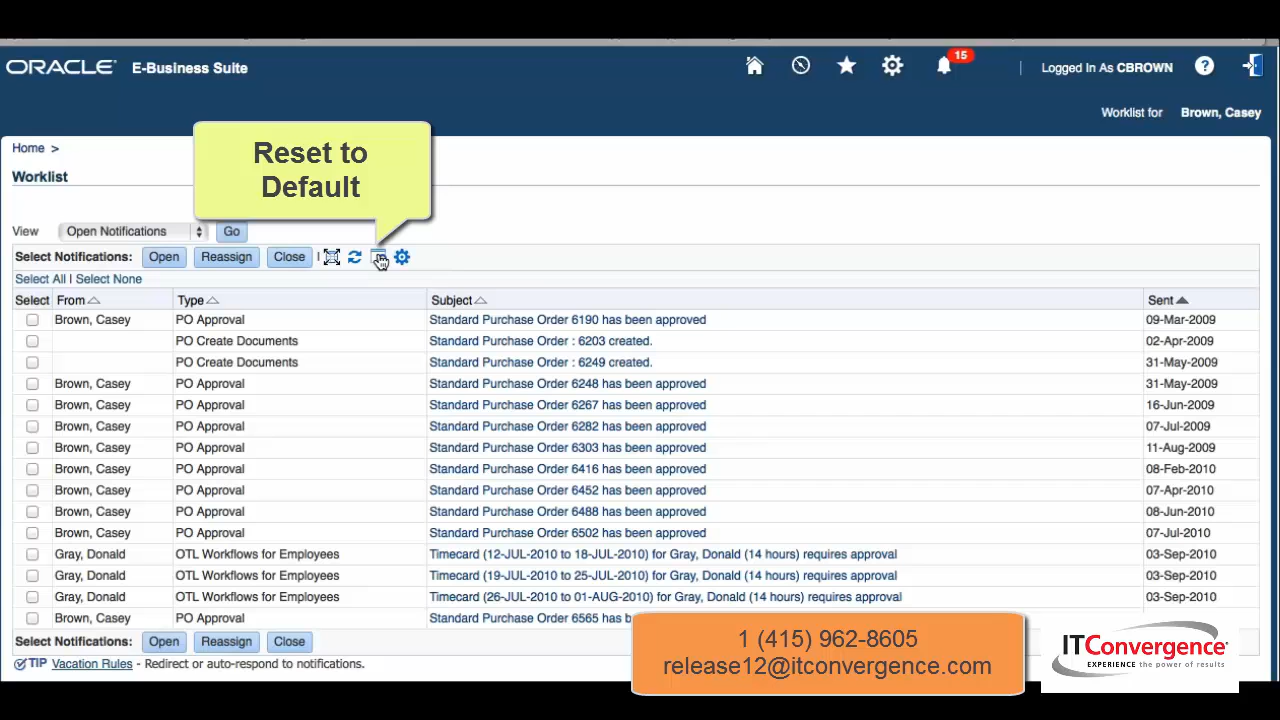 ORACLE E-Business Suite
15
Logged In As CBROWN
?
Worklist for Brown, Casey
Reset to
Default
Home >
Worklist
View Open Notifications Go
Select Notifications: Open Reassign Close
Select All | Select None
Select From Type Subject Sent
Brown, Casey PO Approval Standard Purchase Order 6190 has been approved 09-Mar-2009
PO Create Documents Standard Purchase Order : 6203 created. 02-Apr-2009
PO Create Documents Standard Purchase Order : 6249 created. 31-May-2009
Brown, Casey PO Approval Standard Purchase Order 6248 has been approved 31-May-2009
Brown, Casey PO Approval Standard Purchase Order 6267 has been approved 16-Jun-2009
Brown, Casey PO Approval Standard Purchase Order 6282 has been approved 07-Jul-2009
Brown, Casey PO Approval Standard Purchase Order 6303 has been approved 11-Aug-2009
Brown, Casey PO Approval Standard Purchase Order 6416 has been approved 08-Feb-2010
Brown, Casey PO Approval Standard Purchase Order 6452 has been approved 07-Apr-2010
Brown, Casey PO Approval Standard Purchase Order 6488 has been approved 08-Jun-2010
Brown, Casey PO Approval Standard Purchase Order 6502 has been approved 07-Jul-2010
Gray, Donald OTL Workflows for Employees Timecard (12-JUL-2010 to 18-JUL-2010) for Gray, Donald (14 hours) requires approval 03-Sep-2010
Gray, Donald OTL Workflows for Employees Timecard (19-JUL-2010 to 25-JUL-2010) for Gray, Donald (14 hours) requires approval 03-Sep-2010
Gray, Donald OTL Workflows for Employees Timecard (26-JUL-2010 to 01-AUG-2010) for Gray, Donald (14 hours) requires approval 03-Sep-2010
Brown, Casey PO Approval Standard Purchase Order 6565 has
Select Notifications: Open Reassign Close
TIP Vacation Rules - Redirect or auto-respond to notifications.
1 (415) 962-8605
release12@itconvergence.com
ITConvergence
EXPERIENCE the power of results